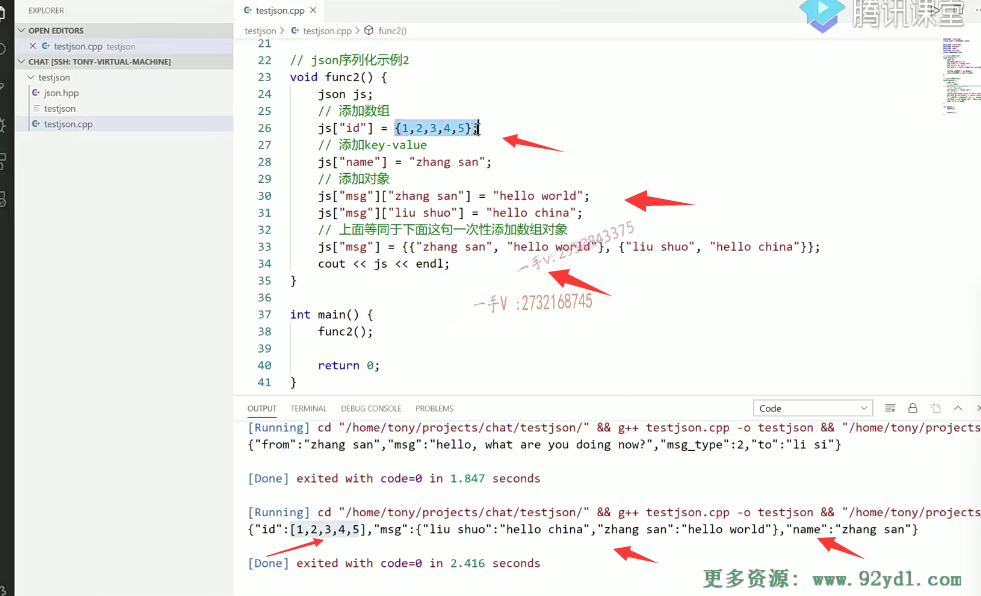 EXPLORER
OPEN EDITORS
testjson.cpp testjson
CHAT [SSH: TONY-VIRTUAL-MACHINE]
testjson
json.hpp
testjson
testjson.cpp
testjson.cpp
腾讯课堂
testjson > testjson.cpp > func2()
21
22 // json序列化示例2
23 void func2() {
24 json js;
25 // 添加数组
26 js["id"] = {1,2,3,4,5};
27 // 添加key-value
28 js["name"] = "zhang san";
29 // 添加对象
30 js["msg"]["zhang san"] = "hello world";
31 js["msg"]["liu shuo"] = "hello china";
32 // 上面等同于下面这句一次性添加数组对象
33 js["msg"] = {{"zhang san", "hello world"}, {"liu shuo", "hello china"}};
34 cout << js << endl;
35 }
36
37 int main() {
38 func2();
39
40 return 0;
41 }
一手V :2732168745
OUTPUT TERMINAL DEBUG CONSOLE PROBLEMS Code
[Running] cd "/home/tony/projects/chat/testjson/" && g++ testjson.cpp -o testjson && "/home/tony/projects
{"from":"zhang san","msg":"hello, what are you doing now?","msg_type":2,"to":"li si"}
[Done] exited with code=0 in 1.847 seconds
[Running] cd "/home/tony/projects/chat/testjson/" && g++ testjson.cpp -o testjson && "/home/tony/projects
{"id":[1,2,3,4,5],"msg":{"liu shuo":"hello china","zhang san":"hello world"},"name":"zhang san"}
[Done] exited with code=0 in 2.416 seconds
更多资源: www.92ydl.com